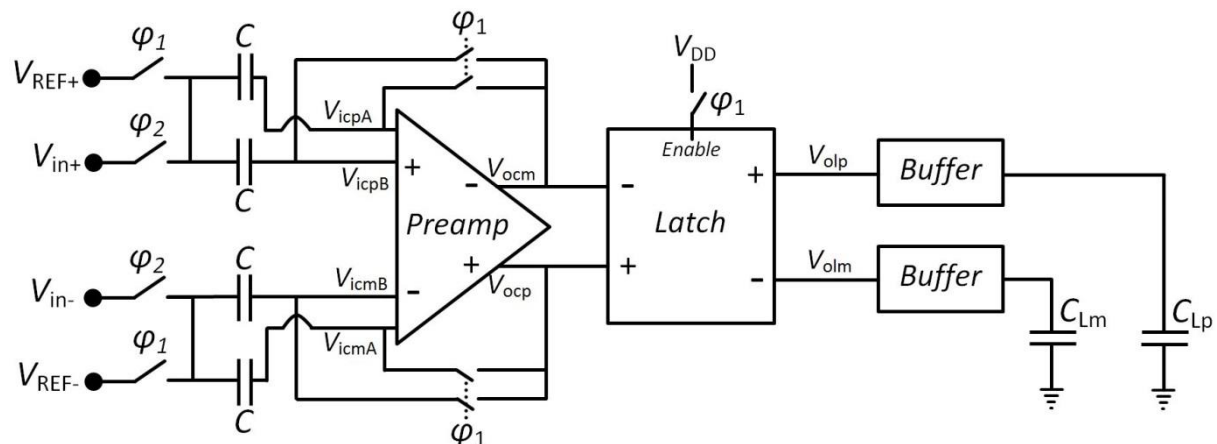 φ1 C φ1
VREF+ VDD
VicpA φ1
φ2 Enable
Vin+ Volp Buffer
C VicpB + - Vocm - +
Preamp Latch
φ2 C + + -
Vin- VicmB - Vocp Volm Buffer
φ1 VicmA CLm CLp
VREF-
C φ1